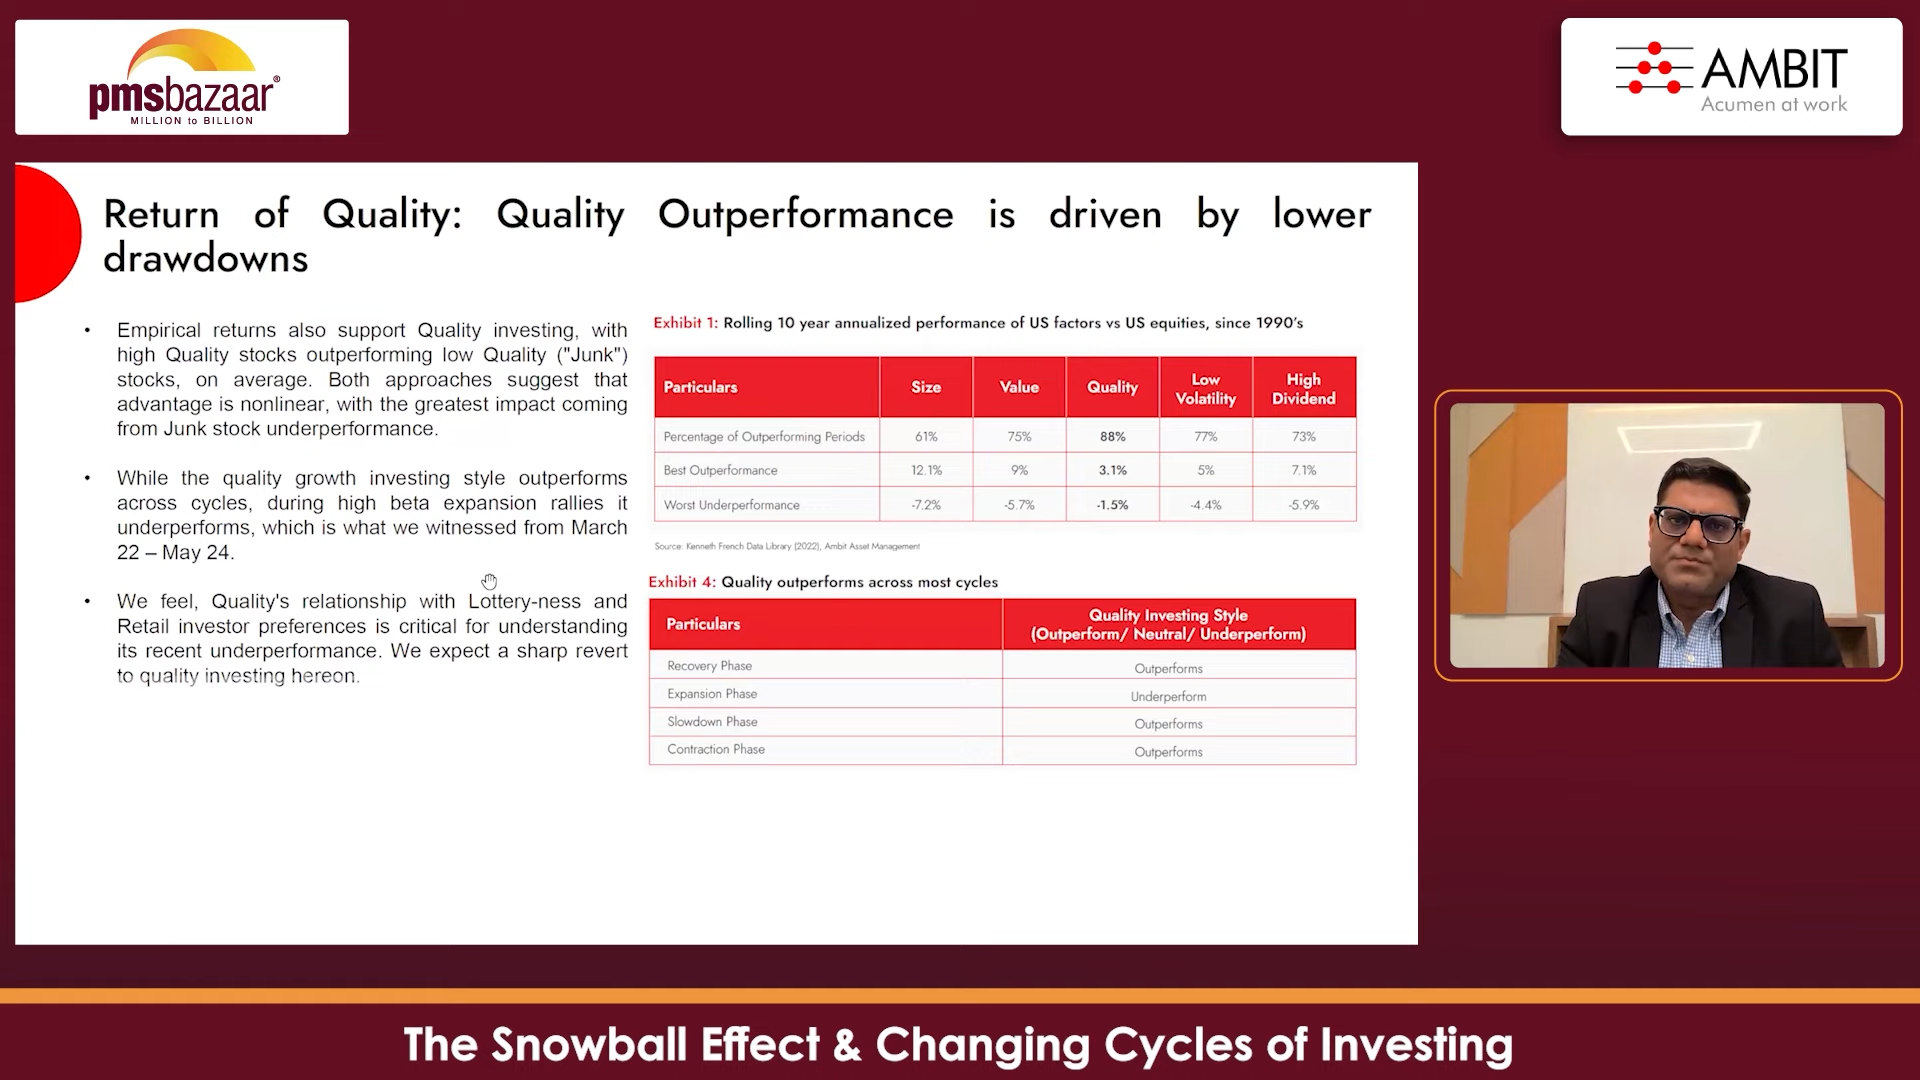 pmsbazaar®
MILLION to BILLION
AMBIT
Acumen at work
Return of Quality: Quality Outperformance is driven by lower
drawdowns
• Empirical returns also support Quality investing, with
high Quality stocks outperforming low Quality ("Junk")
stocks, on average. Both approaches suggest that
advantage is nonlinear, with the greatest impact coming
from Junk stock underperformance.
• While the quality growth investing style outperforms
across cycles, during high beta expansion rallies it
underperforms, which is what we witnessed from March
22 – May 24.
• We feel, Quality's relationship with Lottery-ness and
Retail investor preferences is critical for understanding
its recent underperformance. We expect a sharp revert
to quality investing hereon.
Exhibit 1: Rolling 10 year annualized performance of US factors vs US equities, since 1990's
Particulars Size Value Quality Low Volatility High Dividend
Percentage of Outperforming Periods 61% 75% 88% 77% 73%
Best Outperformance 12.1% 9% 3.1% 5% 7.1%
Worst Underperformance -7.2% -5.7% -1.5% -4.4% -5.9%
Source: Kenneth French Data Library (2022), Ambit Asset Management
Exhibit 4: Quality outperforms across most cycles
Particulars Quality Investing Style
(Outperform/ Neutral/ Underperform)
Recovery Phase Outperforms
Expansion Phase Underperform
Slowdown Phase Outperforms
Contraction Phase Outperforms
The Snowball Effect & Changing Cycles of Investing